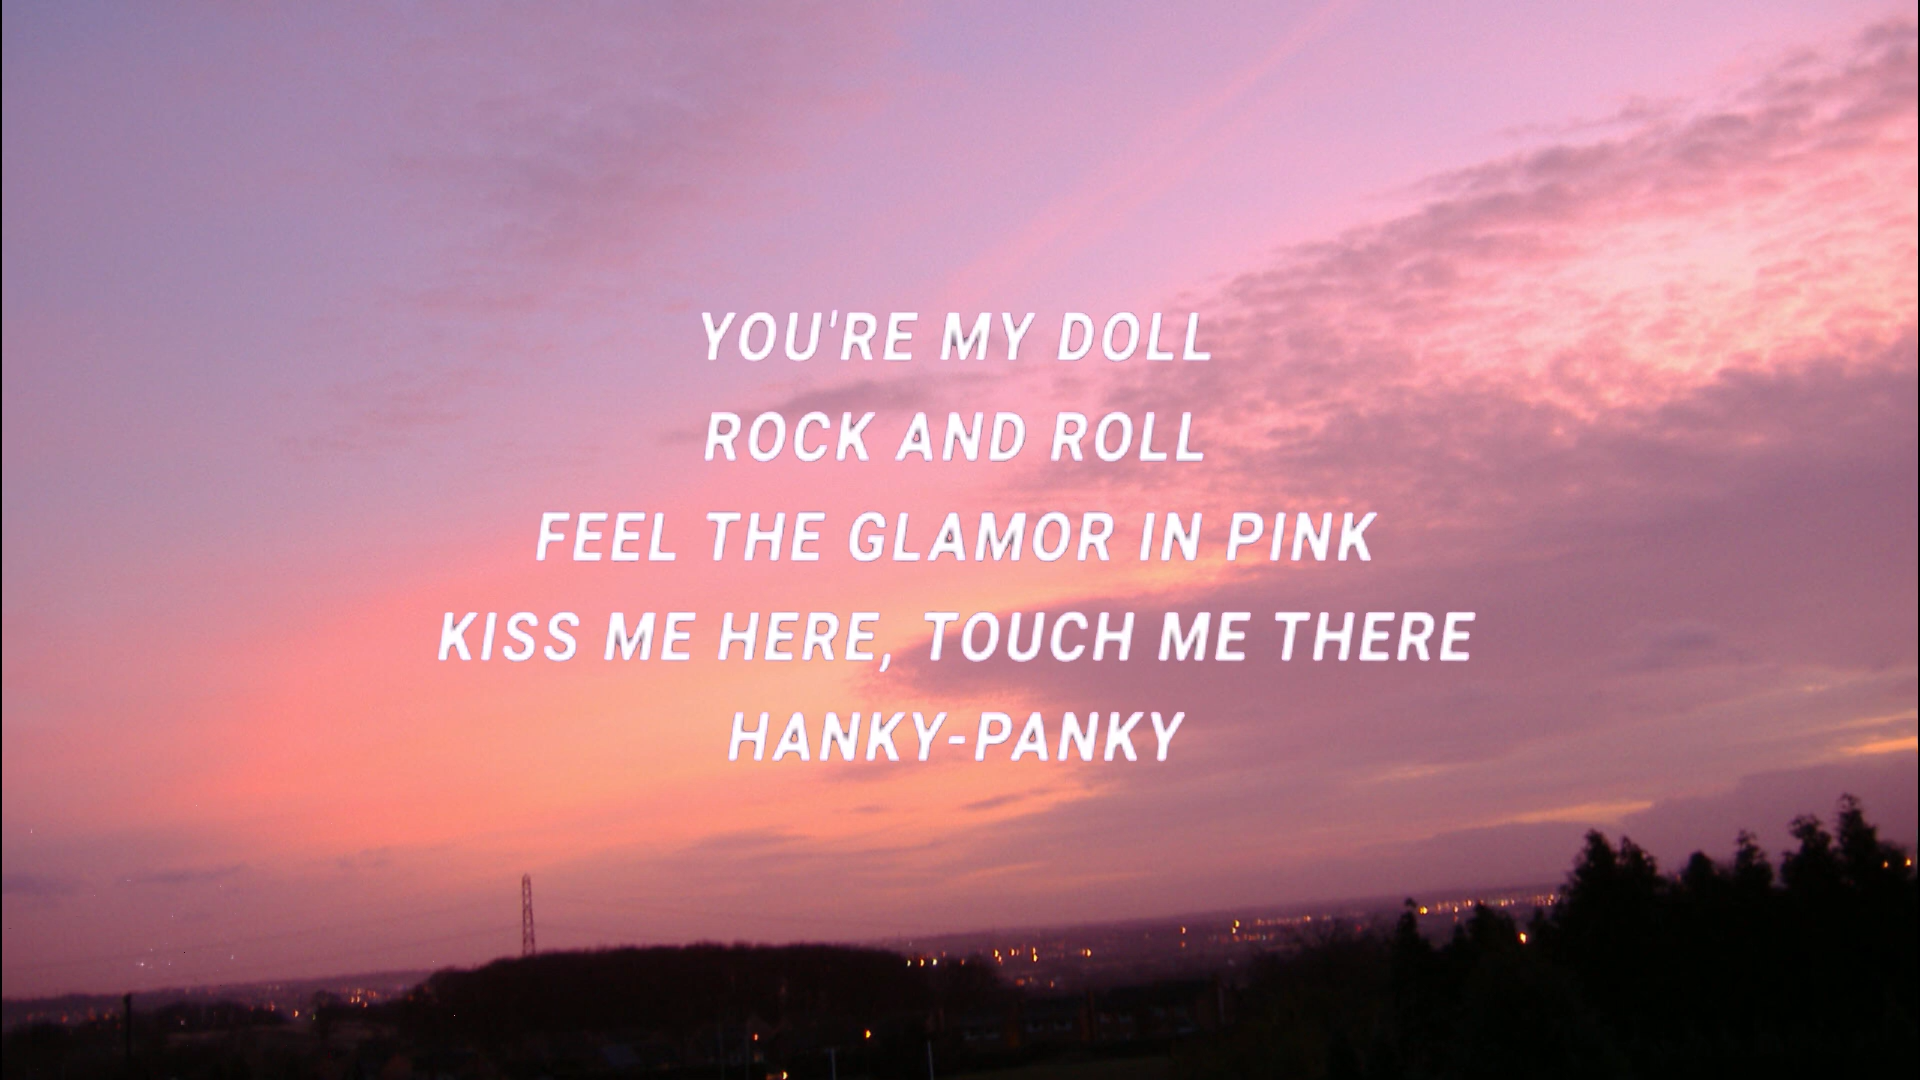 YOU'RE MY DOLL
ROCK AND ROLL
FEEL THE GLAMOR IN PINK
KISS ME HERE, TOUCH ME THERE
HANKY-PANKY